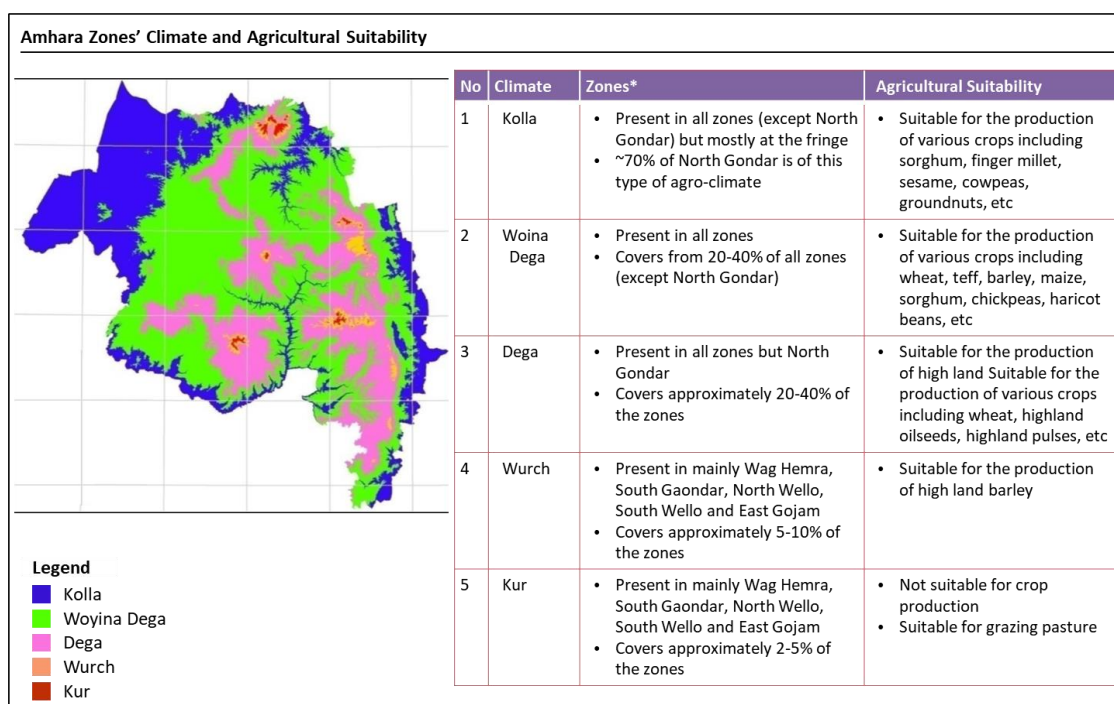 Amhara Zones’ Climate and Agricultural Suitability
No Climate Zones* Agricultural Suitability
1 Kolla
• Present in all zones (except North
Gondar) but mostly at the fringe
• ~70% of North Gondar is of this
type of agro-climate
• Suitable for the production
of various crops including
sorghum, finger millet,
sesame, cowpeas,
groundnuts, etc
2 Woina
Dega
• Present in all zones
• Covers from 20-40% of all zones
(except North Gondar)
• Suitable for the production
of various crops including
wheat, teff, barley, maize,
sorghum, chickpeas, haricot
beans, etc
3 Dega
• Present in all zones but North
Gondar
• Covers approximately 20-40% of
the zones
• Suitable for the production
of high land Suitable for the
production of various crops
including wheat, highland
oilseeds, highland pulses, etc
4 Wurch
• Present in mainly Wag Hemra,
South Gaondar, North Wello,
South Wello and East Gojam
• Covers approximately 5-10% of
the zones
• Suitable for the production
of high land barley
5 Kur
• Present in mainly Wag Hemra,
South Gaondar, North Wello,
South Wello and East Gojam
• Covers approximately 2-5% of
the zones
• Not suitable for crop
production
• Suitable for grazing pasture
Legend
Kolla
Woyina Dega
Dega
Wurch
Kur